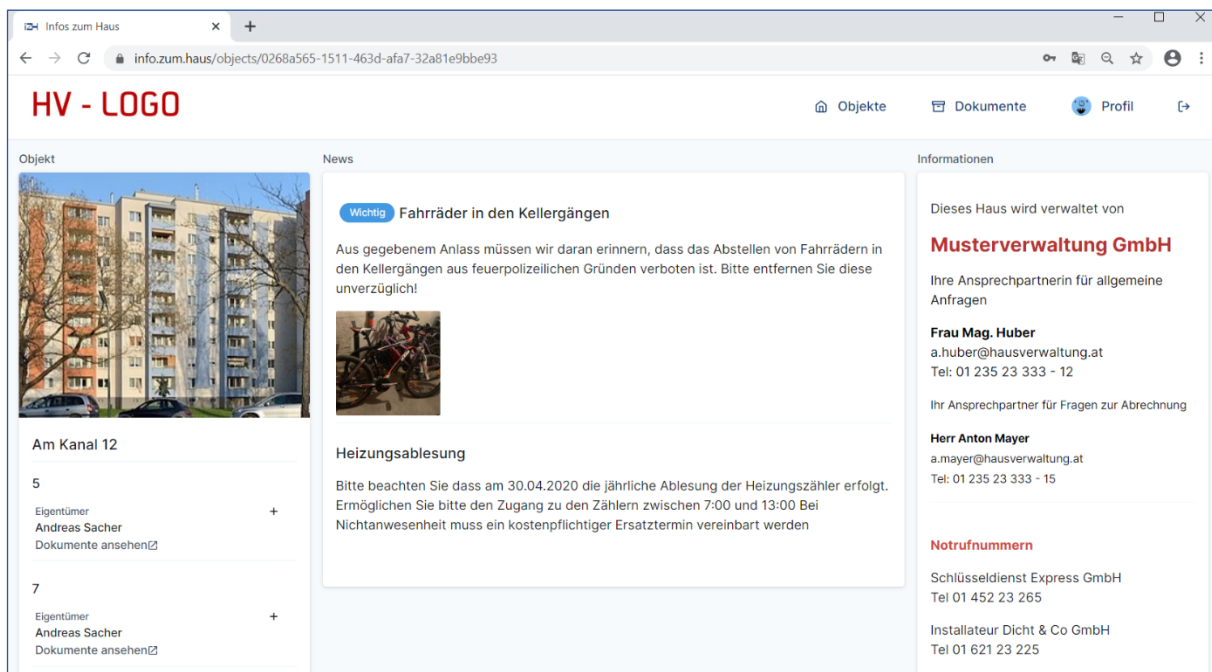 Infos zum Haus
info.zum.haus/objects/0268a565-1511-463d-afa7-32a81e9bbe93
HV - LOGO
Objekte
Dokumente
Profil
Objekt
Am Kanal 12
5
Eigentümer
Andreas Sacher
Dokumente ansehen
7
Eigentümer
Andreas Sacher
Dokumente ansehen
News
Wichtig Fahrräder in den Kellergängen
Aus gegebenem Anlass müssen wir daran erinnern, dass das Abstellen von Fahrrädern in
den Kellergängen aus feuerpolizeilichen Gründen verboten ist. Bitte entfernen Sie diese
unverzüglich!
Heizungsablesung
Bitte beachten Sie dass am 30.04.2020 die jährliche Ablesung der Heizungszähler erfolgt.
Ermöglichen Sie bitte den Zugang zu den Zählern zwischen 7:00 und 13:00 Bei
Nichtanwesenheit muss ein kostenpflichtiger Ersatztermin vereinbart werden
Informationen
Dieses Haus wird verwaltet von
Musterverwaltung GmbH
Ihre Ansprechpartnerin für allgemeine
Anfragen
Frau Mag. Huber
a.huber@hausverwaltung.at
Tel: 01 235 23 333 - 12
Ihr Ansprechpartner für Fragen zur Abrechnung
Herr Anton Mayer
a.mayer@hausverwaltung.at
Tel: 01 235 23 333 - 15
Notrufnummern
Schlüsseldienst Express GmbH
Tel 01 452 23 265
Installateur Dicht & Co GmbH
Tel 01 621 23 225